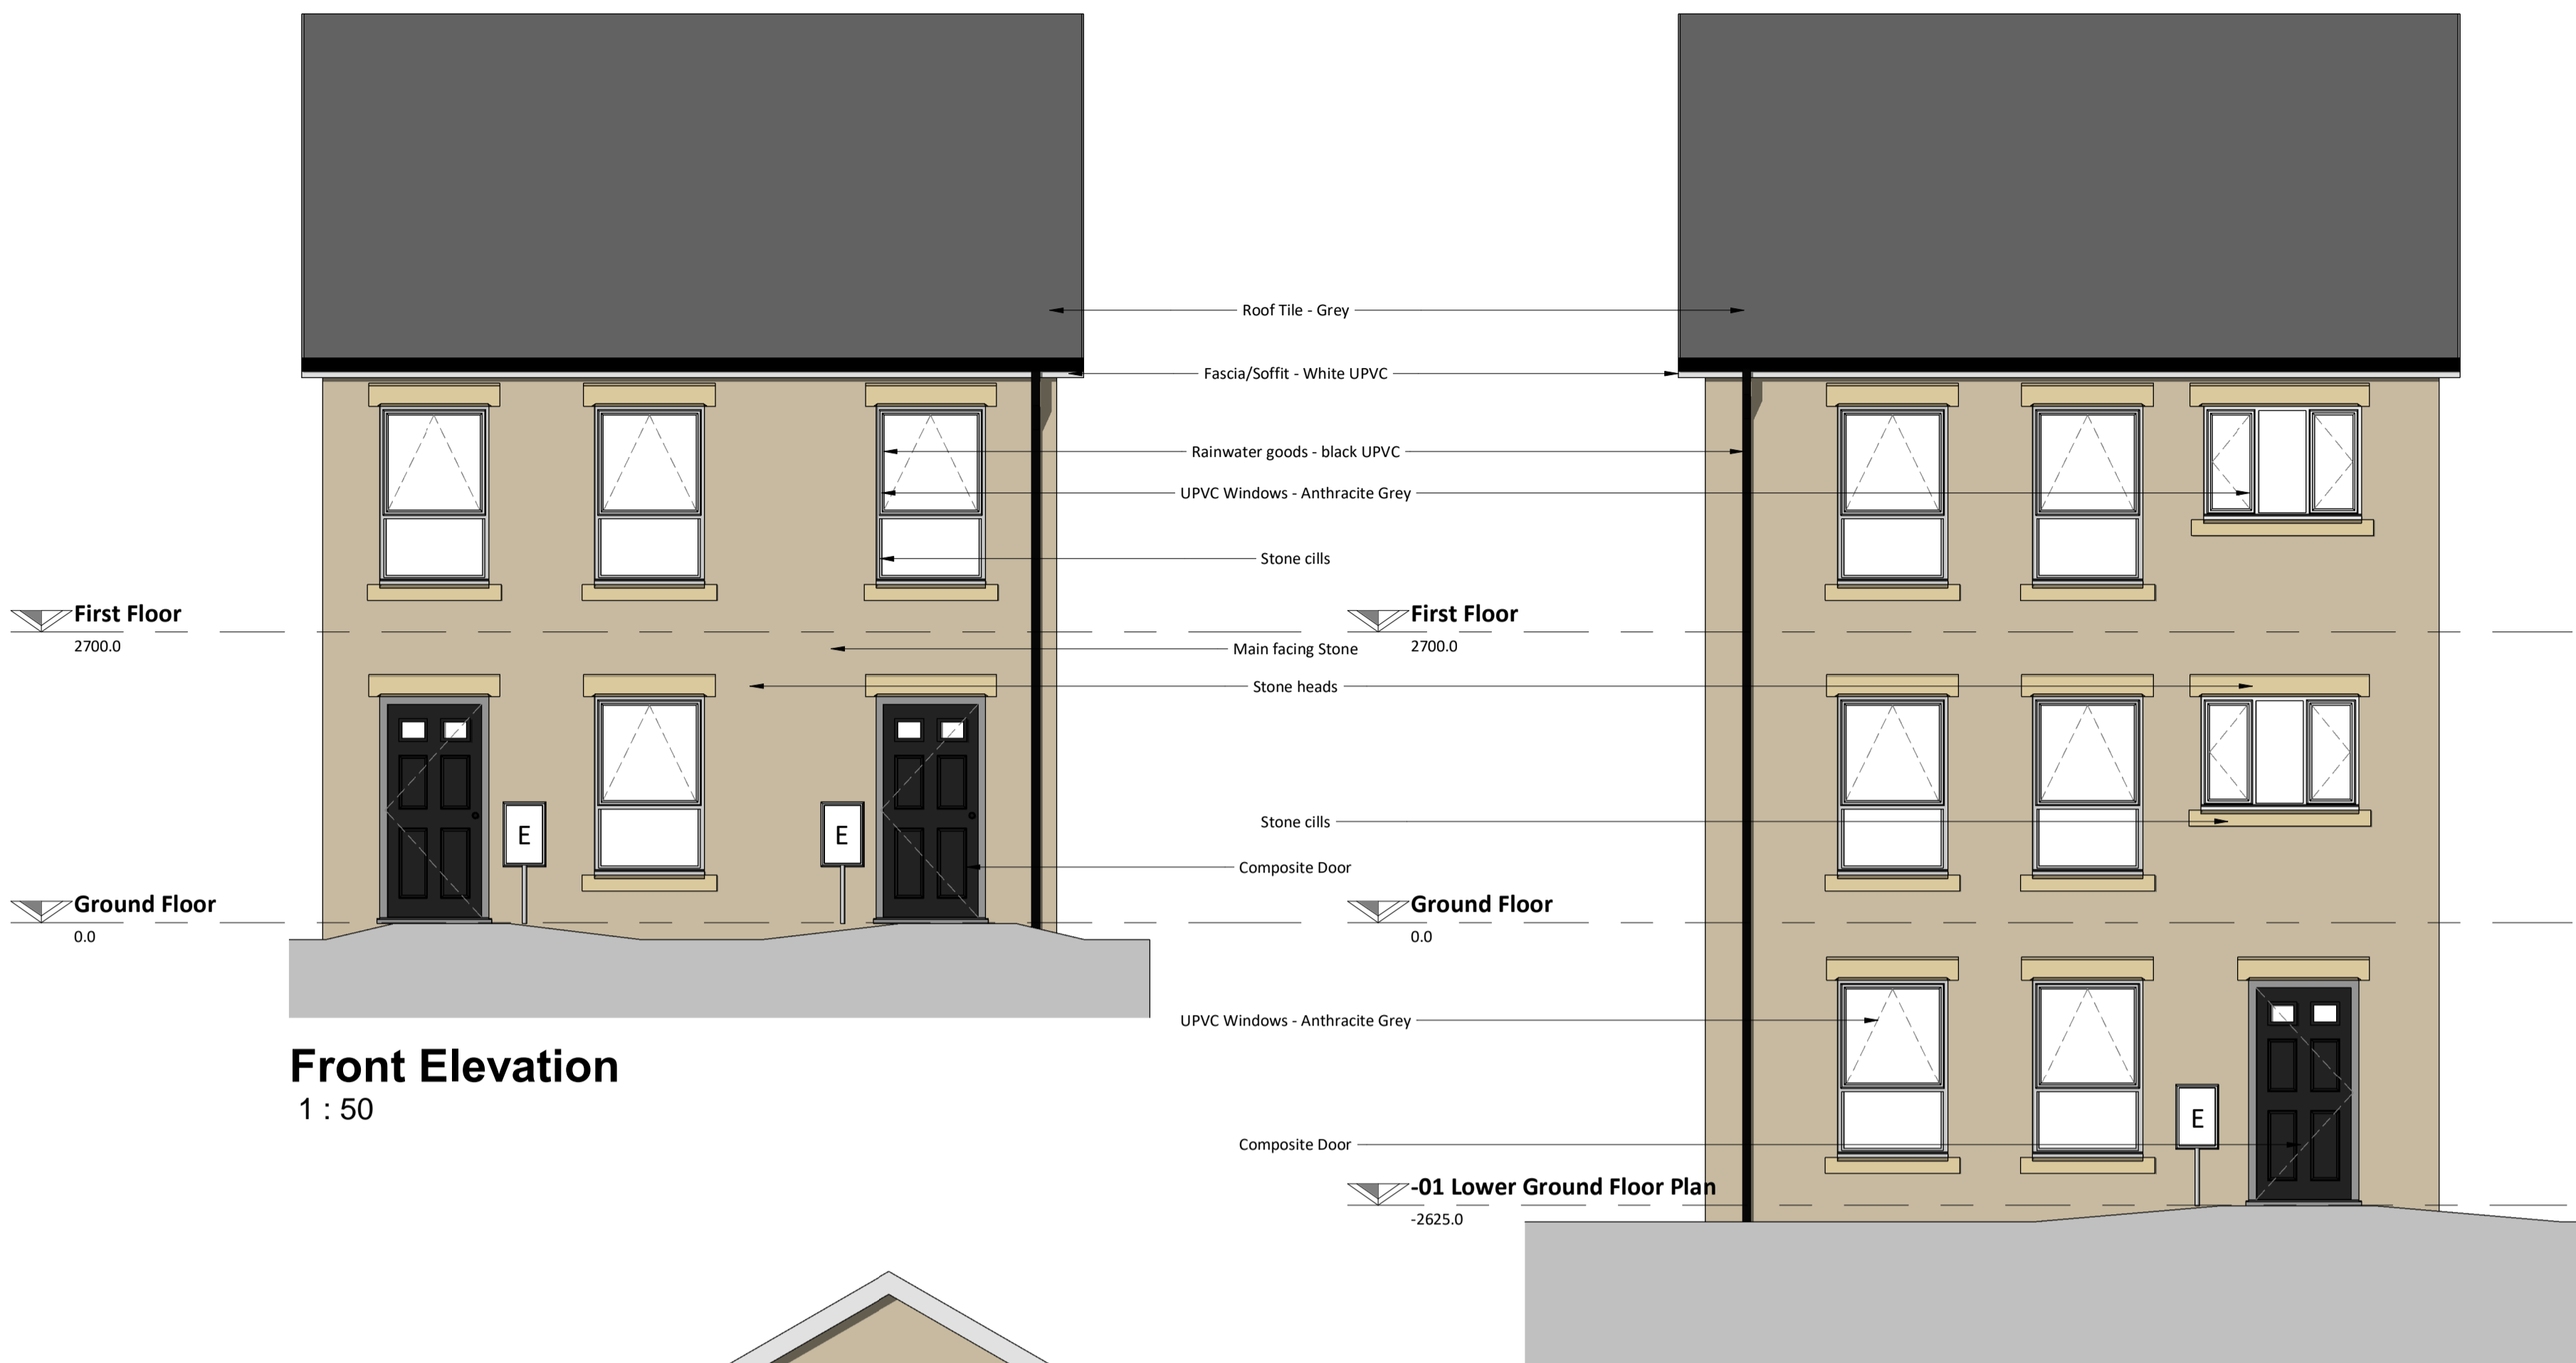 Roof Tile - Grey
Fascia/Soffit - White UPVC
Rainwater goods - black UPVC
UPVC Windows - Anthracite Grey
Stone cills
First Floor
2700.0
First Floor
2700.0
Main facing Stone
Stone heads
Stone cills
E
E
Composite Door
Ground Floor
0.0
Ground Floor
0.0
UPVC Windows - Anthracite Grey
Front Elevation
1 : 50
E
Composite Door
-01 Lower Ground Floor Plan
-2625.0